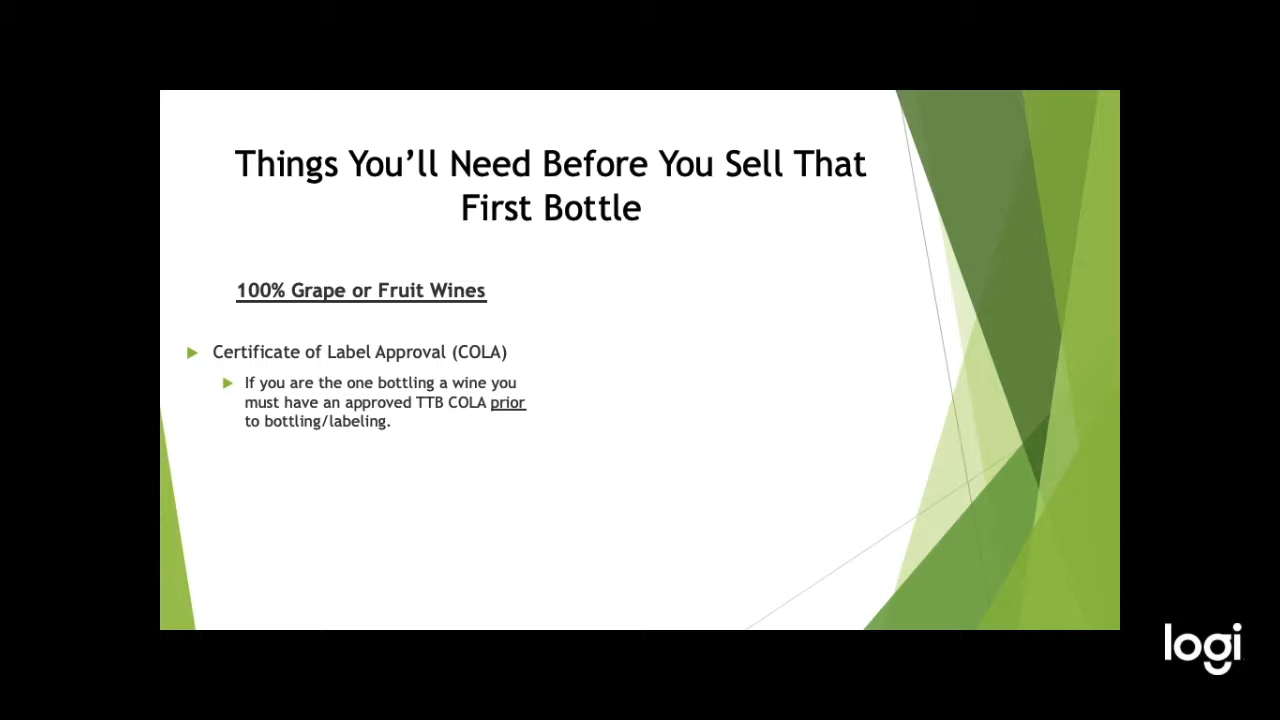 Things You’ll Need Before You Sell That
First Bottle
100% Grape or Fruit Wines
Certificate of Label Approval (COLA)
If you are the one bottling a wine you
must have an approved TTB COLA prior
to bottling/labeling.
logi